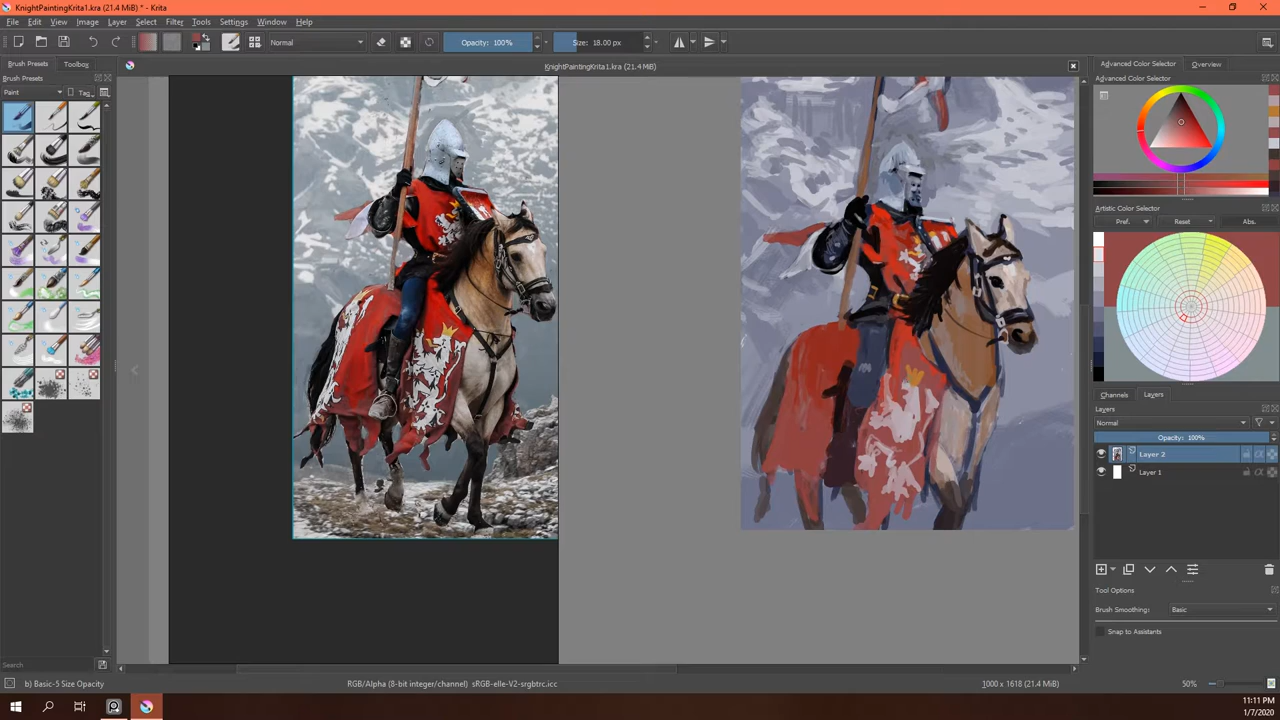 KnightPaintingKrita1.kra (21.4 MiB) * - Krita
File Edit View Image Layer Select Filter Tools Settings Window Help
Normal
Opacity: 100%
Size: 18.00 px
Brush Presets
Toolbox
KnightPaintingKrita1.kra (21.4 MiB)
Advanced Color Selector
Overview
Brush Presets
Advanced Color Selector
Paint
Tag
Artistic Color Selector
Pref.
Reset
Abs.
Channels
Layers
Layers
Normal
Opacity: 100%
Layer 2
Layer 1
Tool Options
Brush Smoothing:
Basic
Snap to Assistants
Search
b) Basic-5 Size Opacity
RGB/Alpha (8-bit integer/channel) sRGB-elle-V2-srgbtrc.icc
1000 x 1618 (21.4 MiB)
50%
11:11 PM
1/7/2020